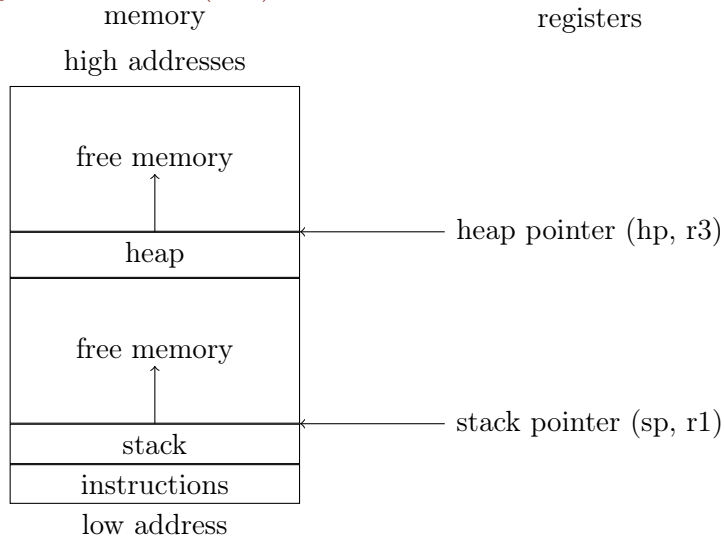 memory
registers
high addresses
free memory
heap pointer (hp, r3)
heap
free memory
stack pointer (sp, r1)
stack
instructions
low address